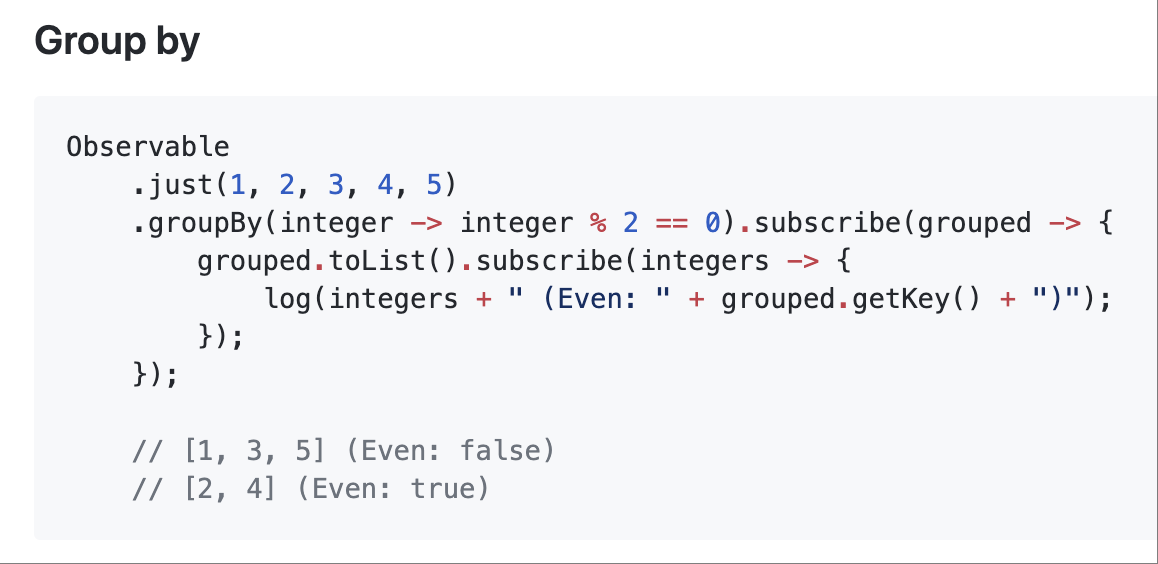 Group by
Observable
    .just(1, 2, 3, 4, 5)
    .groupBy(integer -> integer % 2 == 0).subscribe(grouped -> {
        grouped.toList().subscribe(integers -> {
            log(integers + " (Even: " + grouped.getKey() + ")");
        });
    });
    // [1, 3, 5] (Even: false)
    // [2, 4] (Even: true)